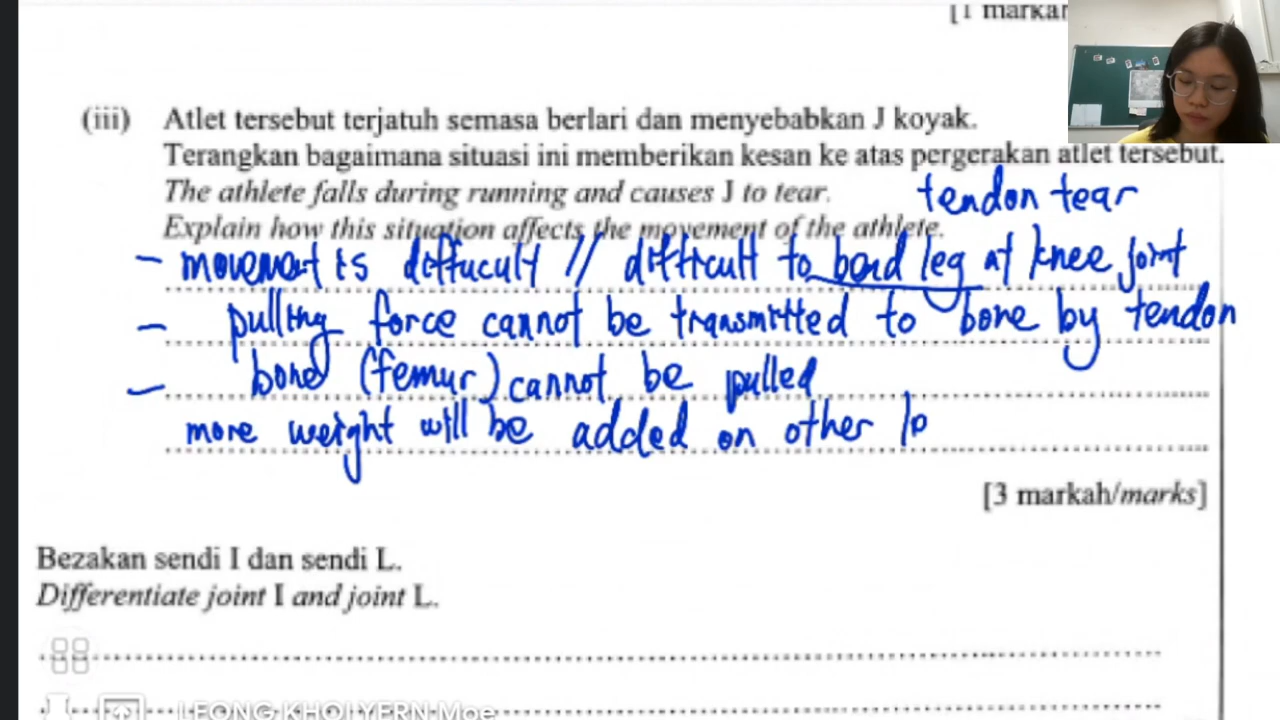 [1 markah
(iii) Atlet tersebut terjatuh semasa berlari dan menyebabkan J koyak.
Terangkan bagaimana situasi ini memberikan kesan ke atas pergerakan atlet tersebut.
The athlete falls during running and causes J to tear.
tendon tear
Explain how this situation affects the movement of the athlete.
- movement is difficult // difficult to bend leg at knee joint
- pulling force cannot be transmitted to bone by tendon
- bone (femur) cannot be pulled
more weight will be added on other
[3 markah/marks]
Bezakan sendi I dan sendi L.
Differentiate joint I and joint L.
LEONG KHOI YERN Moe